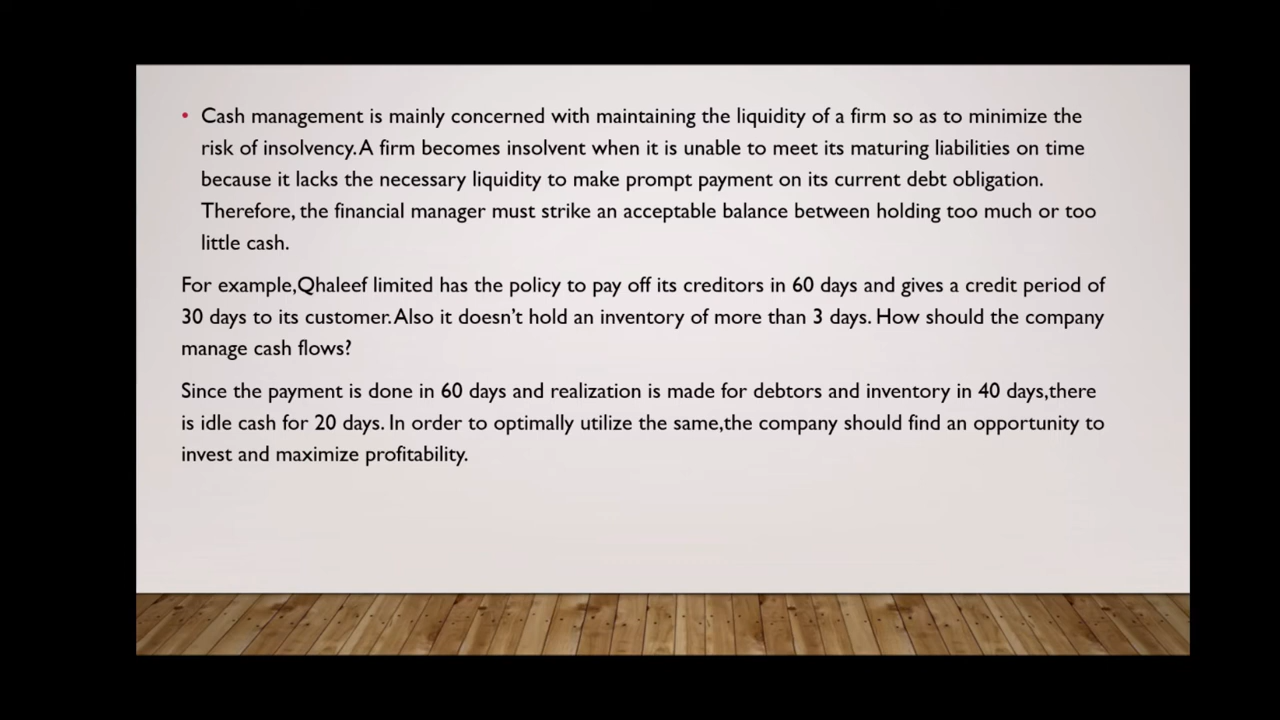 • Cash management is mainly concerned with maintaining the liquidity of a firm so as to minimize the
risk of insolvency.A firm becomes insolvent when it is unable to meet its maturing liabilities on time
because it lacks the necessary liquidity to make prompt payment on its current debt obligation.
Therefore, the financial manager must strike an acceptable balance between holding too much or too
little cash.
For example,Qhaleef limited has the policy to pay off its creditors in 60 days and gives a credit period of
30 days to its customer.Also it doesn’t hold an inventory of more than 3 days. How should the company
manage cash flows?
Since the payment is done in 60 days and realization is made for debtors and inventory in 40 days,there
is idle cash for 20 days. In order to optimally utilize the same,the company should find an opportunity to
invest and maximize profitability.